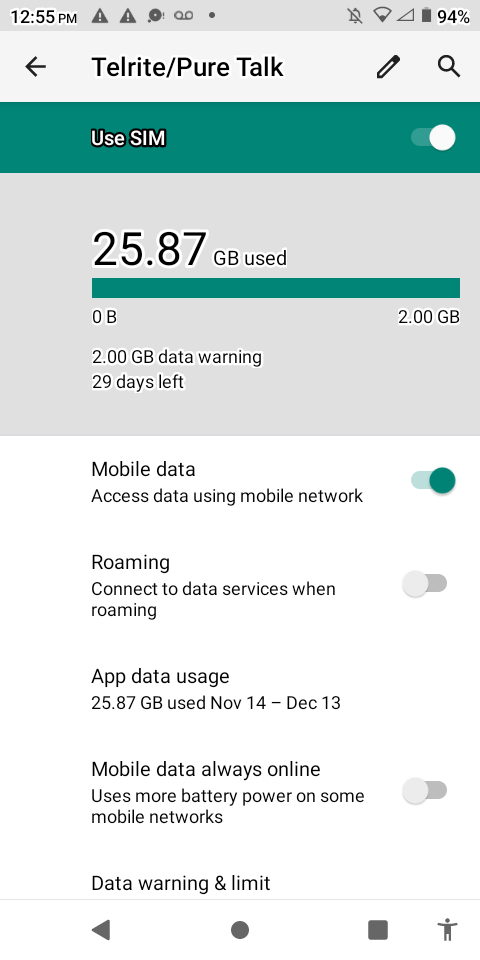 12:55 PM 94%
Telrite/Pure Talk
Use SIM
25.87 GB used
0 B 2.00 GB
2.00 GB data warning
29 days left
Mobile data
Access data using mobile network
Roaming
Connect to data services when
roaming
App data usage
25.87 GB used Nov 14 – Dec 13
Mobile data always online
Uses more battery power on some
mobile networks
Data warning & limit